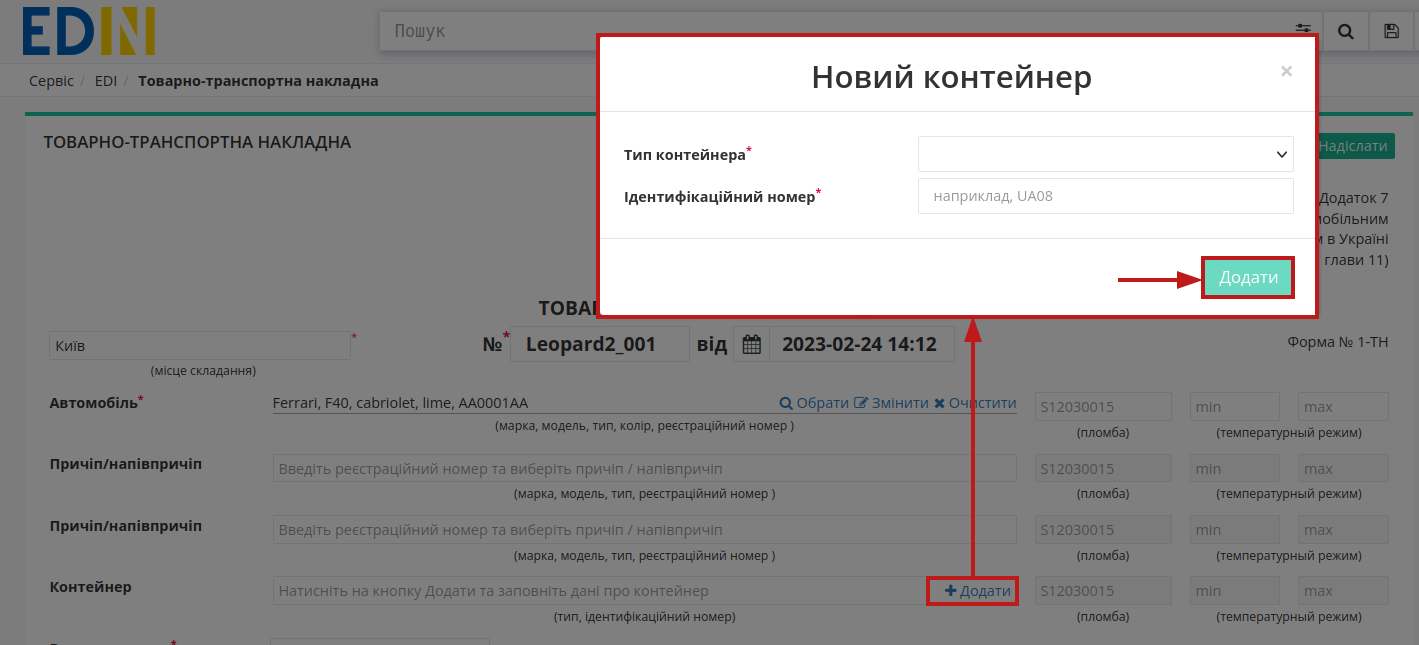 EDIN
Пошук
Сервіс / EDI / Товарно-транспортна накладна
Новий контейнер ×
ТОВАРНО-ТРАНСПОРТНА НАКЛАДНА
Надіслати
Тип контейнера*
Ідентифікаційний номер* наприклад, UA08
Додаток 7
в Україні
глави 11)
Додати
Київ *
(місце складання)
№* Leopard2_001 від 2023-02-24 14:12
Форма № 1-ТН
Автомобіль* Ferrari, F40, cabriolet, lime, AA0001AA Обрати Змінити Очистити S12030015 min max
(марка, модель, тип, колір, реєстраційний номер ) (пломба) (температурный режим)
Причіп/напівпричіп Введіть реєстраційний номер та виберіть причіп / напівпричіп S12030015 min max
(марка, модель, тип, реєстраційний номер ) (пломба) (температурный режим)
Причіп/напівпричіп Введіть реєстраційний номер та виберіть причіп / напівпричіп S12030015 min max
(марка, модель, тип, реєстраційний номер ) (пломба) (температурный режим)
Контейнер Натисніть на кнопку Додати та заповніть дані про контейнер Додати S12030015 min max
(тип, ідентифікаційний номер) (пломба) (температурный режим)